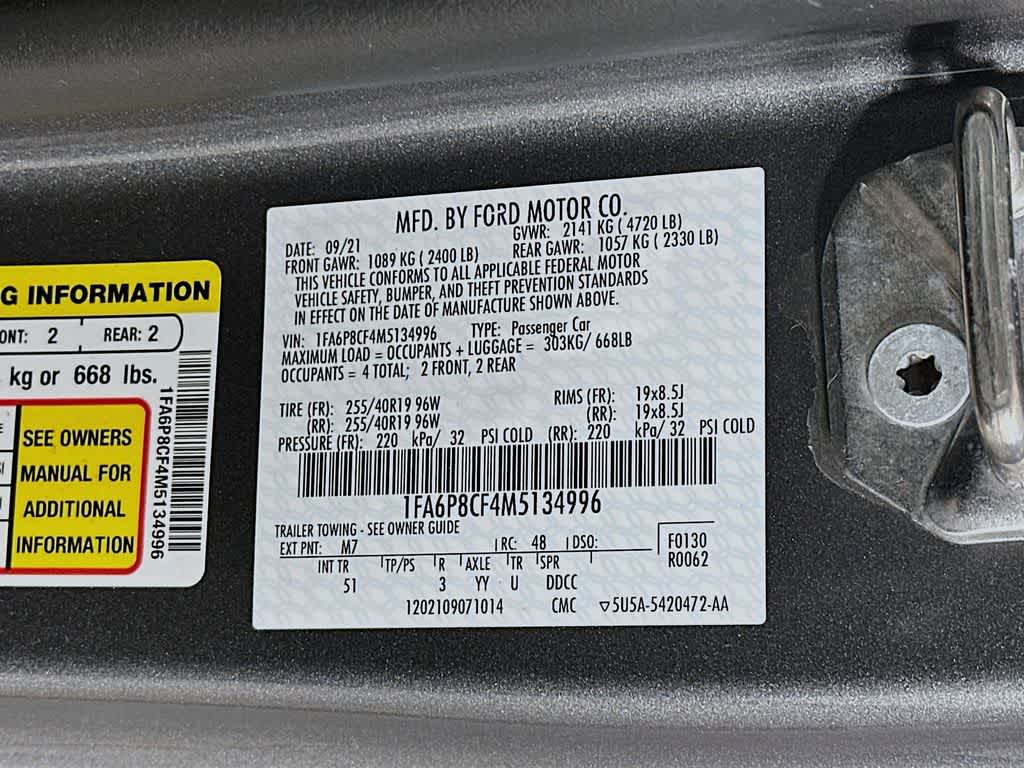 G INFORMATION
ONT: 2 REAR: 2
kg or 668 lbs.
SEE OWNERS
MANUAL FOR
ADDITIONAL
INFORMATION
1FA6P8CF4M5134996
MFD. BY FORD MOTOR CO.
DATE: 09/21 GVWR: 2141 KG ( 4720 LB)
FRONT GAWR: 1089 KG ( 2400 LB) REAR GAWR: 1057 KG ( 2330 LB)
THIS VEHICLE CONFORMS TO ALL APPLICABLE FEDERAL MOTOR
VEHICLE SAFETY, BUMPER, AND THEFT PREVENTION STANDARDS
IN EFFECT ON THE DATE OF MANUFACTURE SHOWN ABOVE.
VIN: 1FA6P8CF4M5134996 TYPE: Passenger Car
MAXIMUM LOAD = OCCUPANTS + LUGGAGE = 303KG/ 668LB
OCCUPANTS = 4 TOTAL; 2 FRONT, 2 REAR
TIRE (FR): 255/40R19 96W RIMS (FR): 19x8.5J
(RR): 255/40R19 96W (RR): 19x8.5J
PRESSURE (FR): 220 kPa/ 32 PSI COLD (RR): 220 kPa/ 32 PSI COLD
1FA6P8CF4M5134996
TRAILER TOWING - SEE OWNER GUIDE
EXT PNT: M7 RC: 48 DSO: F0130
R0062
INT TR TP/PS R AXLE TR SPR
51 3 YY U DDCC
1202109071014 CMC ▽5U5A-5420472-AA